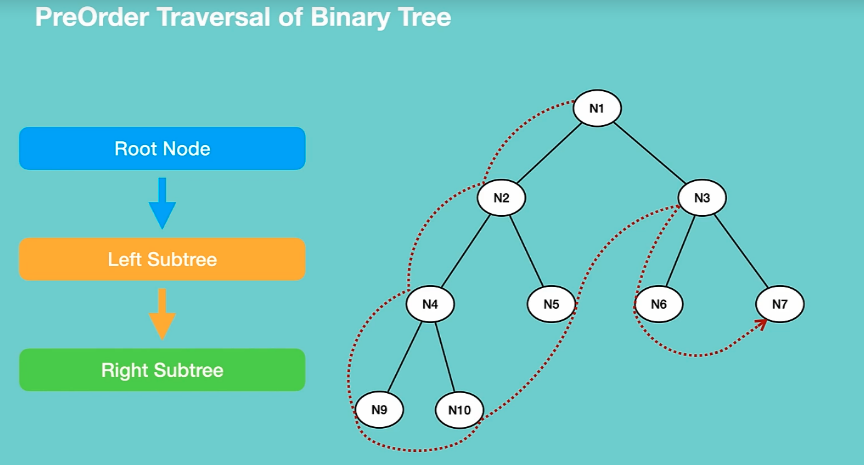 PreOrder Traversal of Binary Tree
Root Node
Left Subtree
Right Subtree
N1
N2
N3
N4
N5
N6
N7
N9
N10